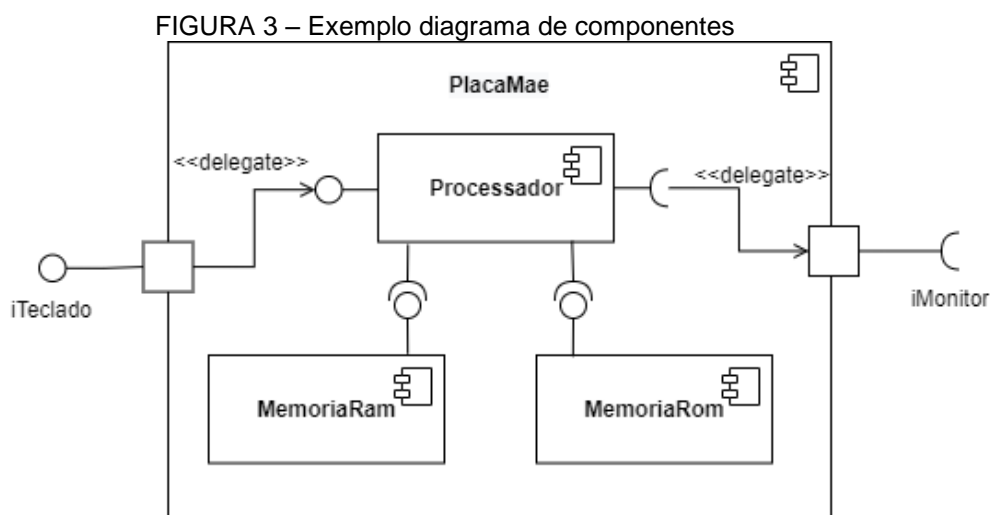 FIGURA 3 – Exemplo diagrama de componentes
PlacaMae
<<delegate>>
Processador
<<delegate>>
iTeclado
iMonitor
MemoriaRam
MemoriaRom